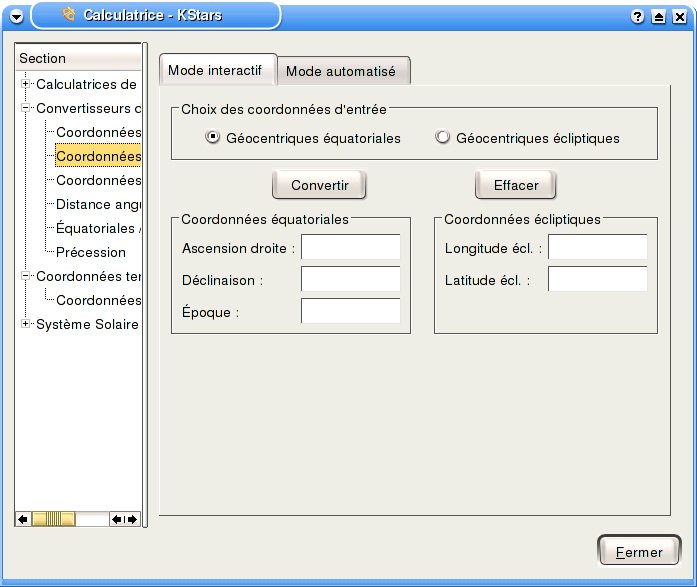 Calculatrice - KStars
Section
Calculatrices de
Convertisseurs
Coordonnées
Coordonnées
Coordonnées
Distance
Équatoriales
Précession
Coordonnées
Coordonnées
Système Solaire
Mode interactif
Mode automatisé
Choix des coordonnées d'entrée
Géocentriques équatoriales
Géocentriques écliptiques
Convertir
Effacer
Coordonnées équatoriales
Ascension droite :
Déclinaison :
Époque :
Coordonnées écliptiques
Longitude écl. :
Latitude écl. :
Fermer